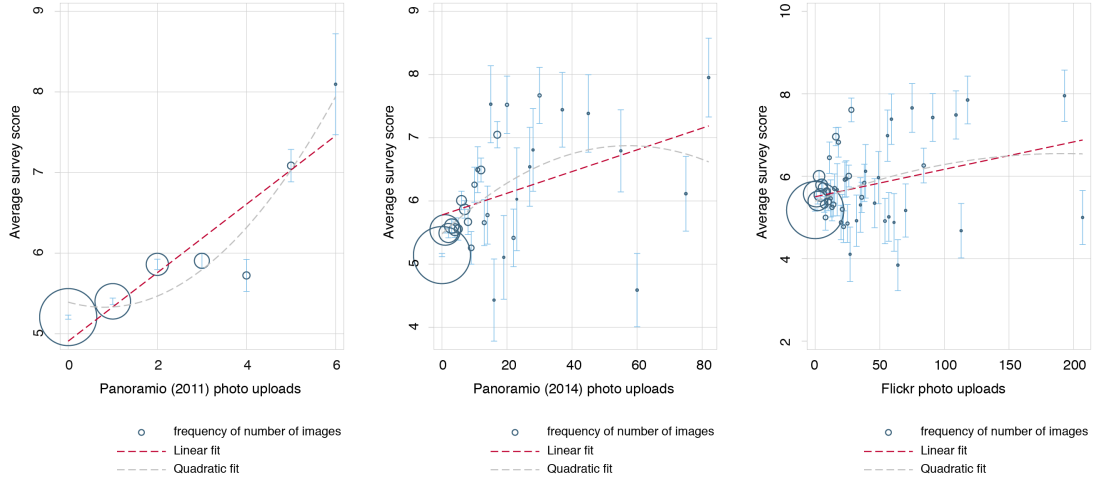 9
8
7
6
5
Average survey score
0
2
4
6
Panoramio (2011) photo uploads
frequency of number of images
Linear fit
Quadratic fit
9
8
7
6
5
4
Average survey score
0
20
40
60
80
Panoramio (2014) photo uploads
frequency of number of images
Linear fit
Quadratic fit
10
8
6
4
2
Average survey score
0
50
100
150
200
Flickr photo uploads
frequency of number of images
Linear fit
Quadratic fit